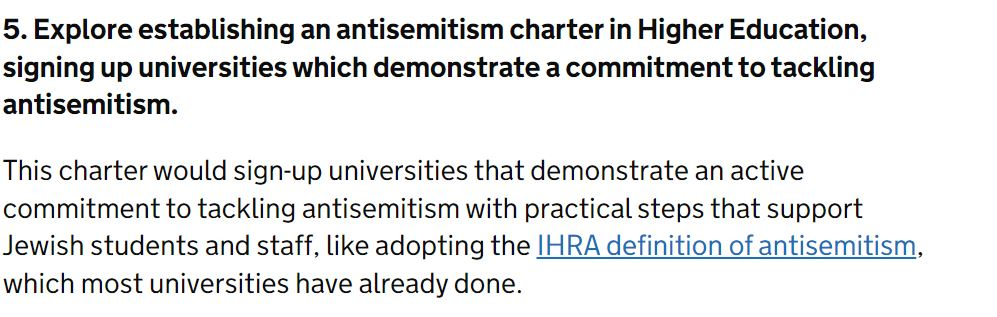 5. Explore establishing an antisemitism charter in Higher Education,
signing up universities which demonstrate a commitment to tackling
antisemitism.
This charter would sign-up universities that demonstrate an active
commitment to tackling antisemitism with practical steps that support
Jewish students and staff, like adopting the IHRA definition of antisemitism,
which most universities have already done.